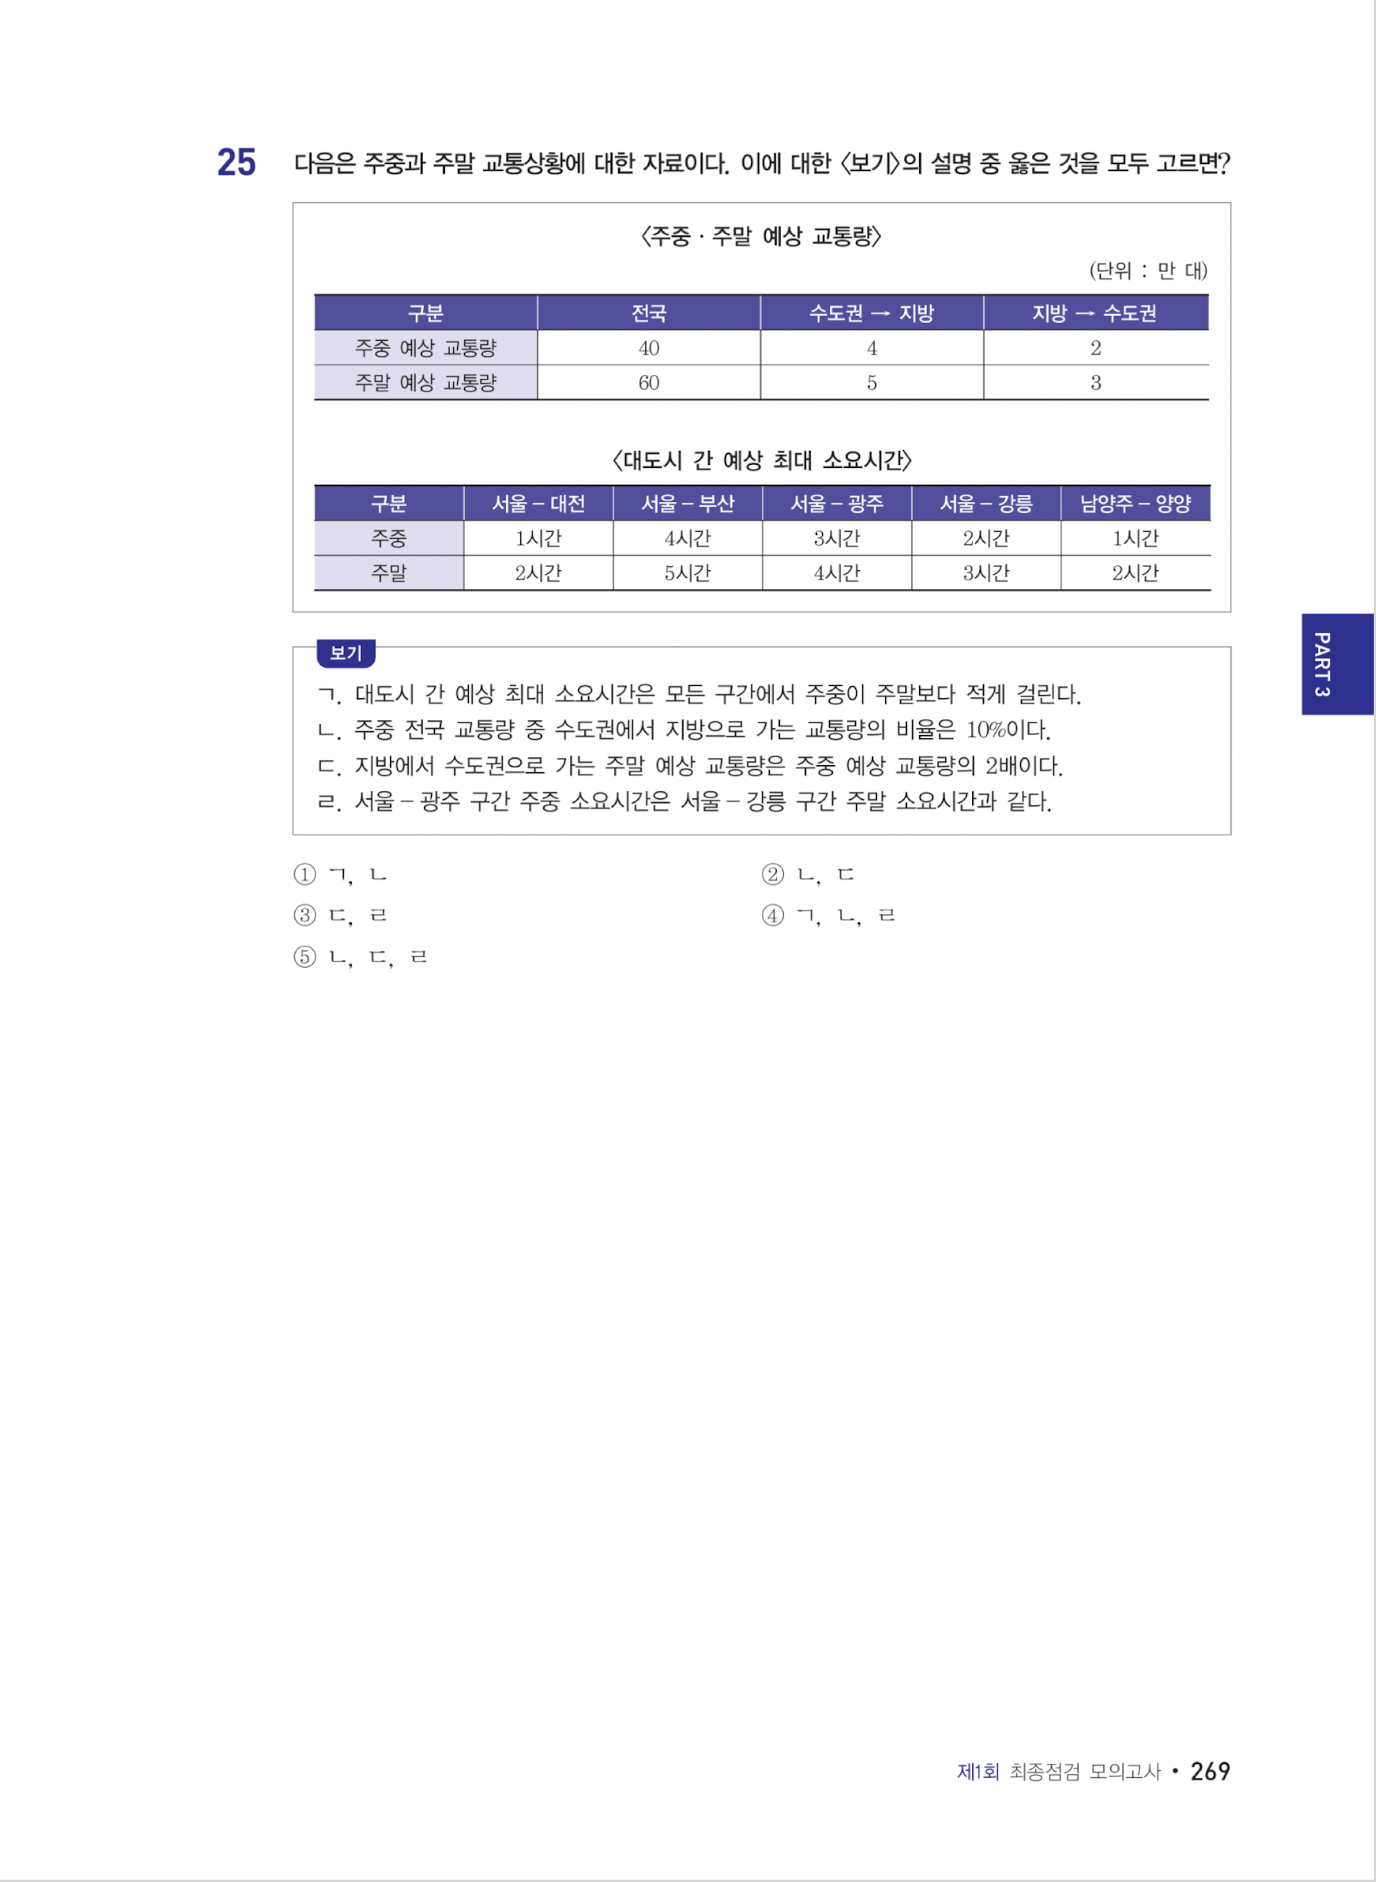 25 다음은 주중과 주말 교통상황에 대한 자료이다. 이에 대한 〈보기〉의 설명 중 옳은 것을 모두 고르면?
〈주중 · 주말 예상 교통량〉
(단위 : 만 대)
구분 전국 수도권 → 지방 지방 → 수도권
주중 예상 교통량 40 4 2
주말 예상 교통량 60 5 3
〈대도시 간 예상 최대 소요시간〉
구분 서울 – 대전 서울 – 부산 서울 – 광주 서울 – 강릉 남양주 – 양양
주중 1시간 4시간 3시간 2시간 1시간
주말 2시간 5시간 4시간 3시간 2시간
보기
ㄱ. 대도시 간 예상 최대 소요시간은 모든 구간에서 주중이 주말보다 적게 걸린다.
ㄴ. 주중 전국 교통량 중 수도권에서 지방으로 가는 교통량의 비율은 10%이다.
ㄷ. 지방에서 수도권으로 가는 주말 예상 교통량은 주중 예상 교통량의 2배이다.
ㄹ. 서울 – 광주 구간 주중 소요시간은 서울 – 강릉 구간 주말 소요시간과 같다.
① ㄱ, ㄴ ② ㄴ, ㄷ
③ ㄷ, ㄹ ④ ㄱ, ㄴ, ㄹ
⑤ ㄴ, ㄷ, ㄹ
PART 3
제1회 최종점검 모의고사 • 269